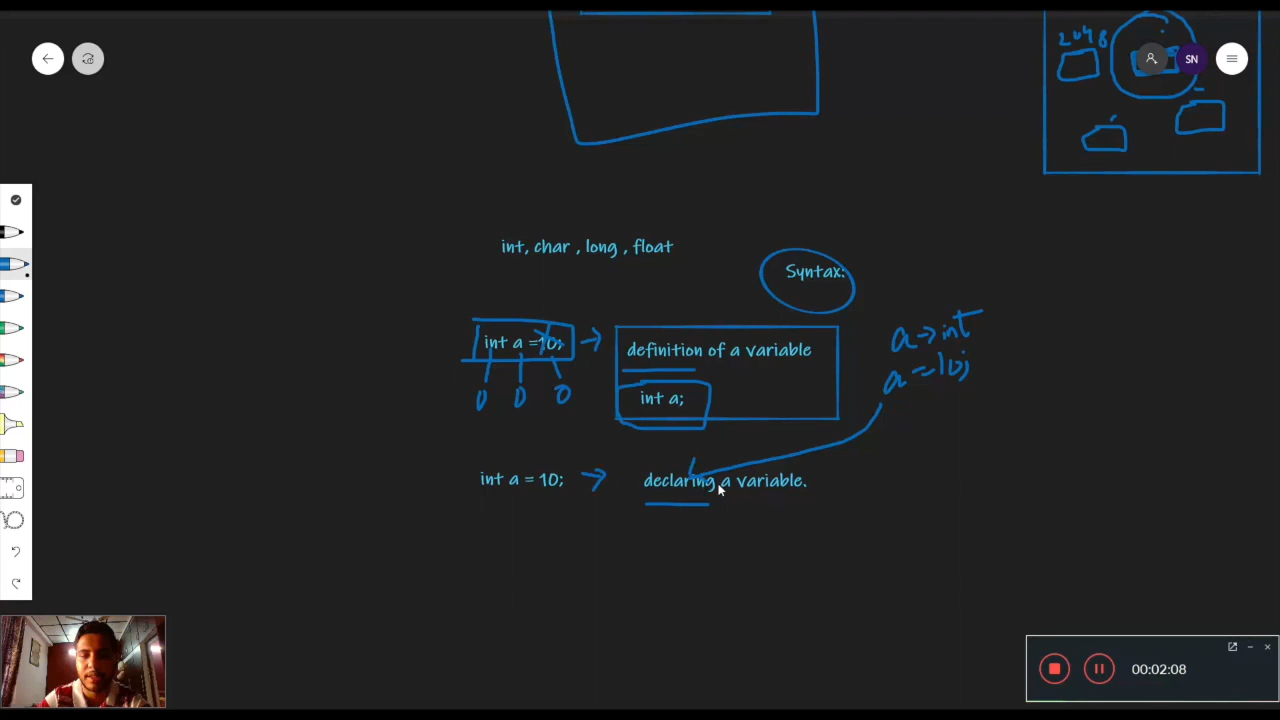 2048
SN
int, char , long , float
Syntax:
int a =10;
definition of a variable
int a;
a → int
a = 10;
0 0 0
int a = 10;
declaring a variable.
00:02:08